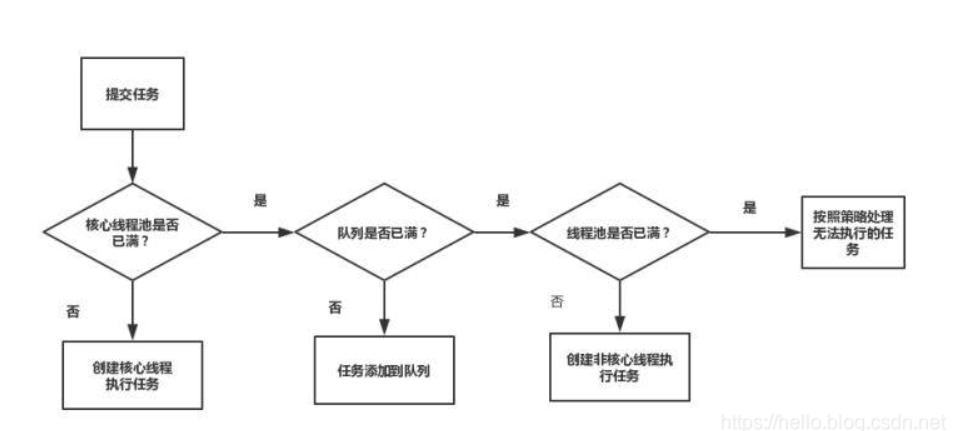 提交任务
核心线程池是否
已满？
是
队列是否已满？
是
线程池是否已满？
是
按照策略处理
无法执行的任
务
否
创建核心线程
执行任务
否
任务添加到队列
否
创建非核心线程执
行任务
https://hello.blog.csdn.net